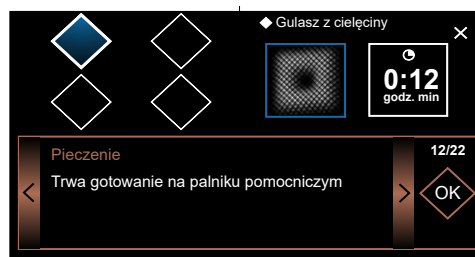 Gulasz z cielęciny
0:12
godz. min
Pieczenie
12/22
Trwa gotowanie na palniku pomocniczym
OK